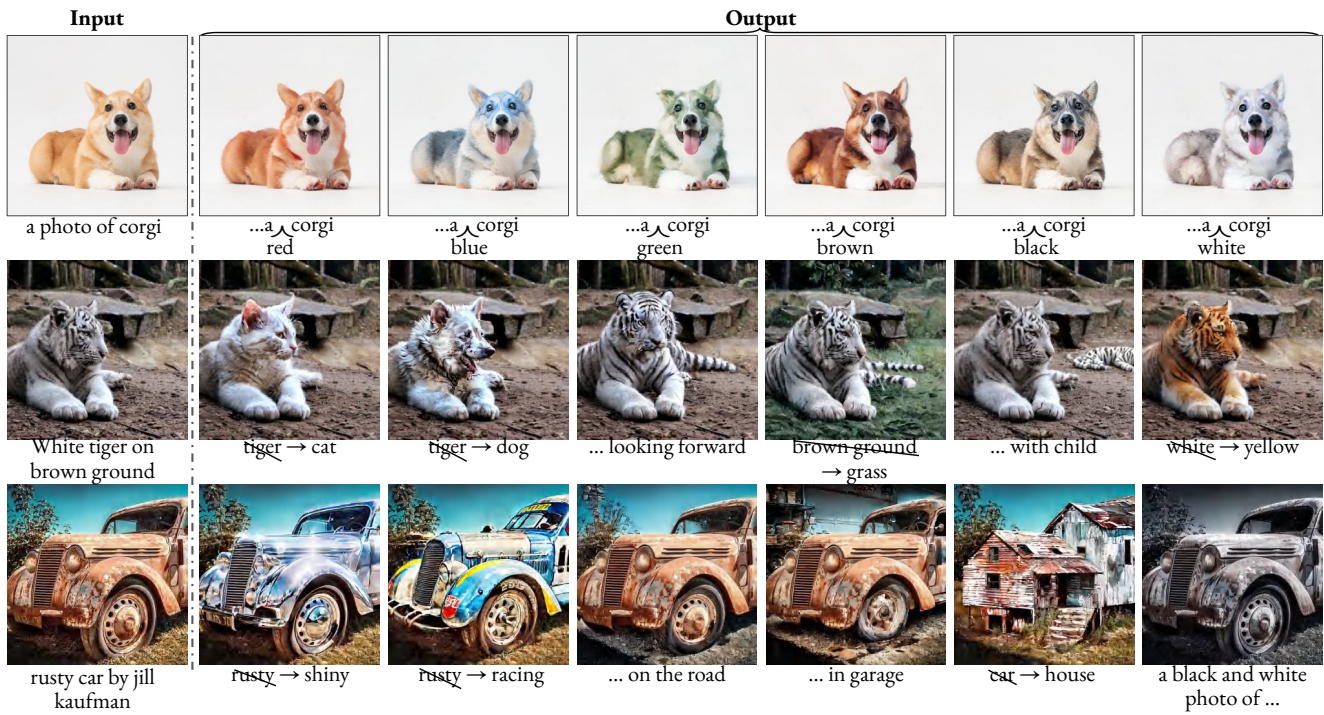 Input
Output
a photo of corgi
...a corgi
red
...a corgi
blue
...a corgi
green
...a corgi
brown
...a corgi
black
...a corgi
white
White tiger on
brown ground
tiger → cat
tiger → dog
... looking forward
brown ground
→ grass
... with child
white → yellow
rusty car by jill
kaufman
rusty → shiny
rusty → racing
... on the road
... in garage
car → house
a black and white
photo of ...